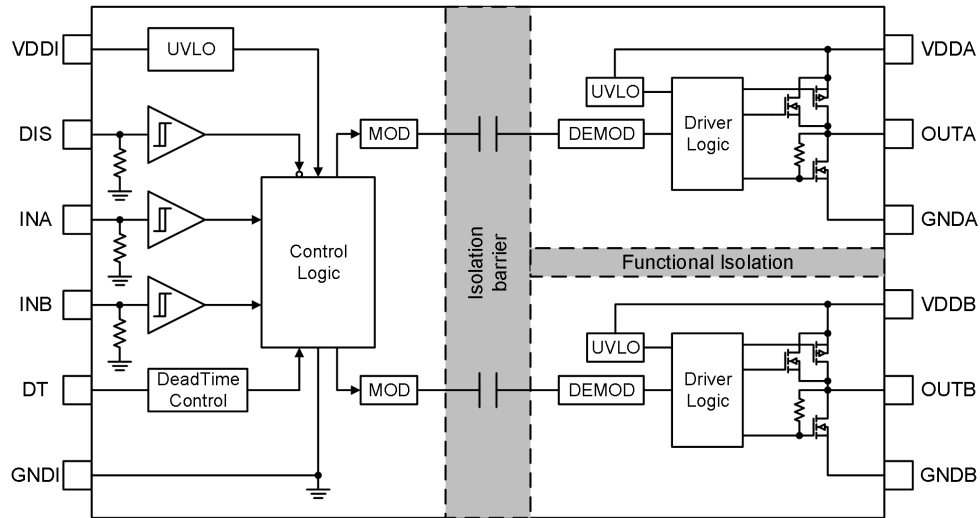 VDDI
UVLO
DIS
INA
INB
DT
DeadTime
Control
GNDI
Control
Logic
MOD
MOD
Isolation
barrier
Functional Isolation
UVLO
DEMOD
Driver
Logic
VDDA
OUTA
GNDA
UVLO
DEMOD
Driver
Logic
VDDB
OUTB
GNDB